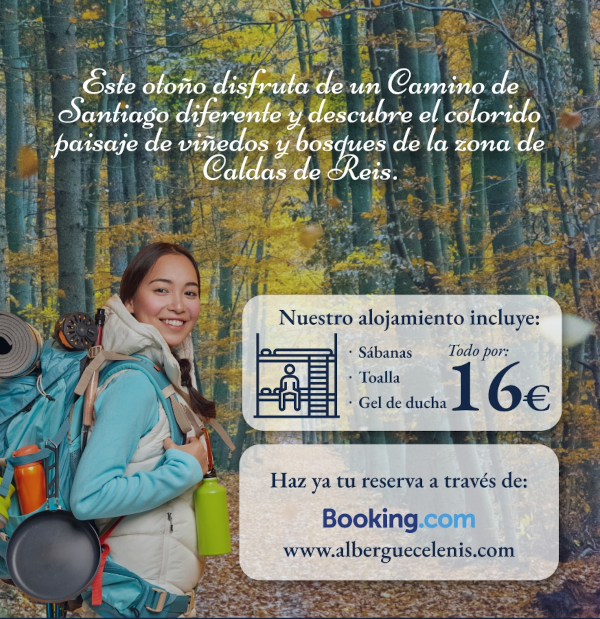 Este otoño disfruta de un Camino de
Santiago diferente y descubre el colorido
paisaje de viñedos y bosques de la zona de
Caldas de Reis.
Nuestro alojamiento incluye:
· Sábanas
· Toalla
· Gel de ducha
Todo por:
16€
Haz ya tu reserva a través de:
Booking.com
www.alberguecelenis.com